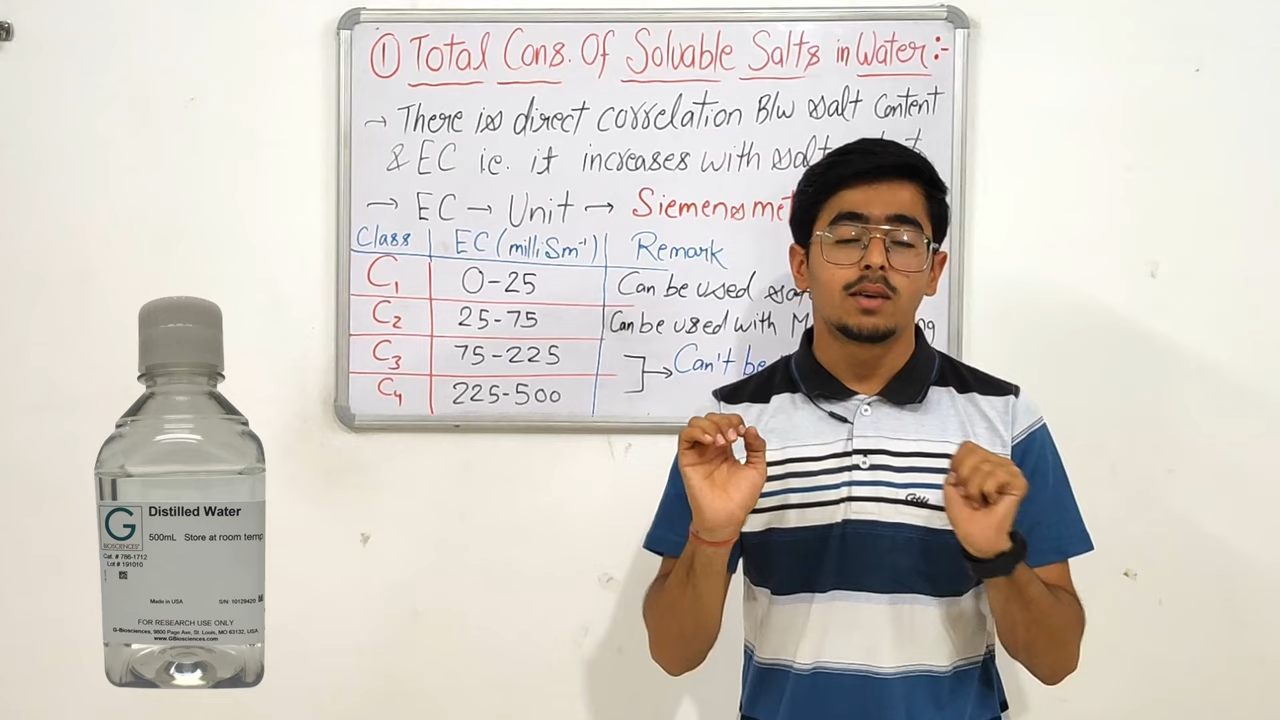 ① Total Cons. Of Solvable Salts in Water:-
→ There is direct correlation B/w salt content
& EC ie. it increases with salt
→ EC → Unit → Siemens
Class EC (milliSm⁻¹) Remark
C₁ 0-25 Can be used
C₂ 25-75 Can be used with
C₃ 75-225
C₄ 225-500
→ Can't be
G
BIOSCIENCES
Distilled Water
500mL Store at room temp
Cat. # 786-1712
Lot # 191010
Made in USA S/N: 10129420
FOR RESEARCH USE ONLY
G-Biosciences, 9800 Page Ave, St. Louis, MO 63132, USA
www.GBiosciences.com